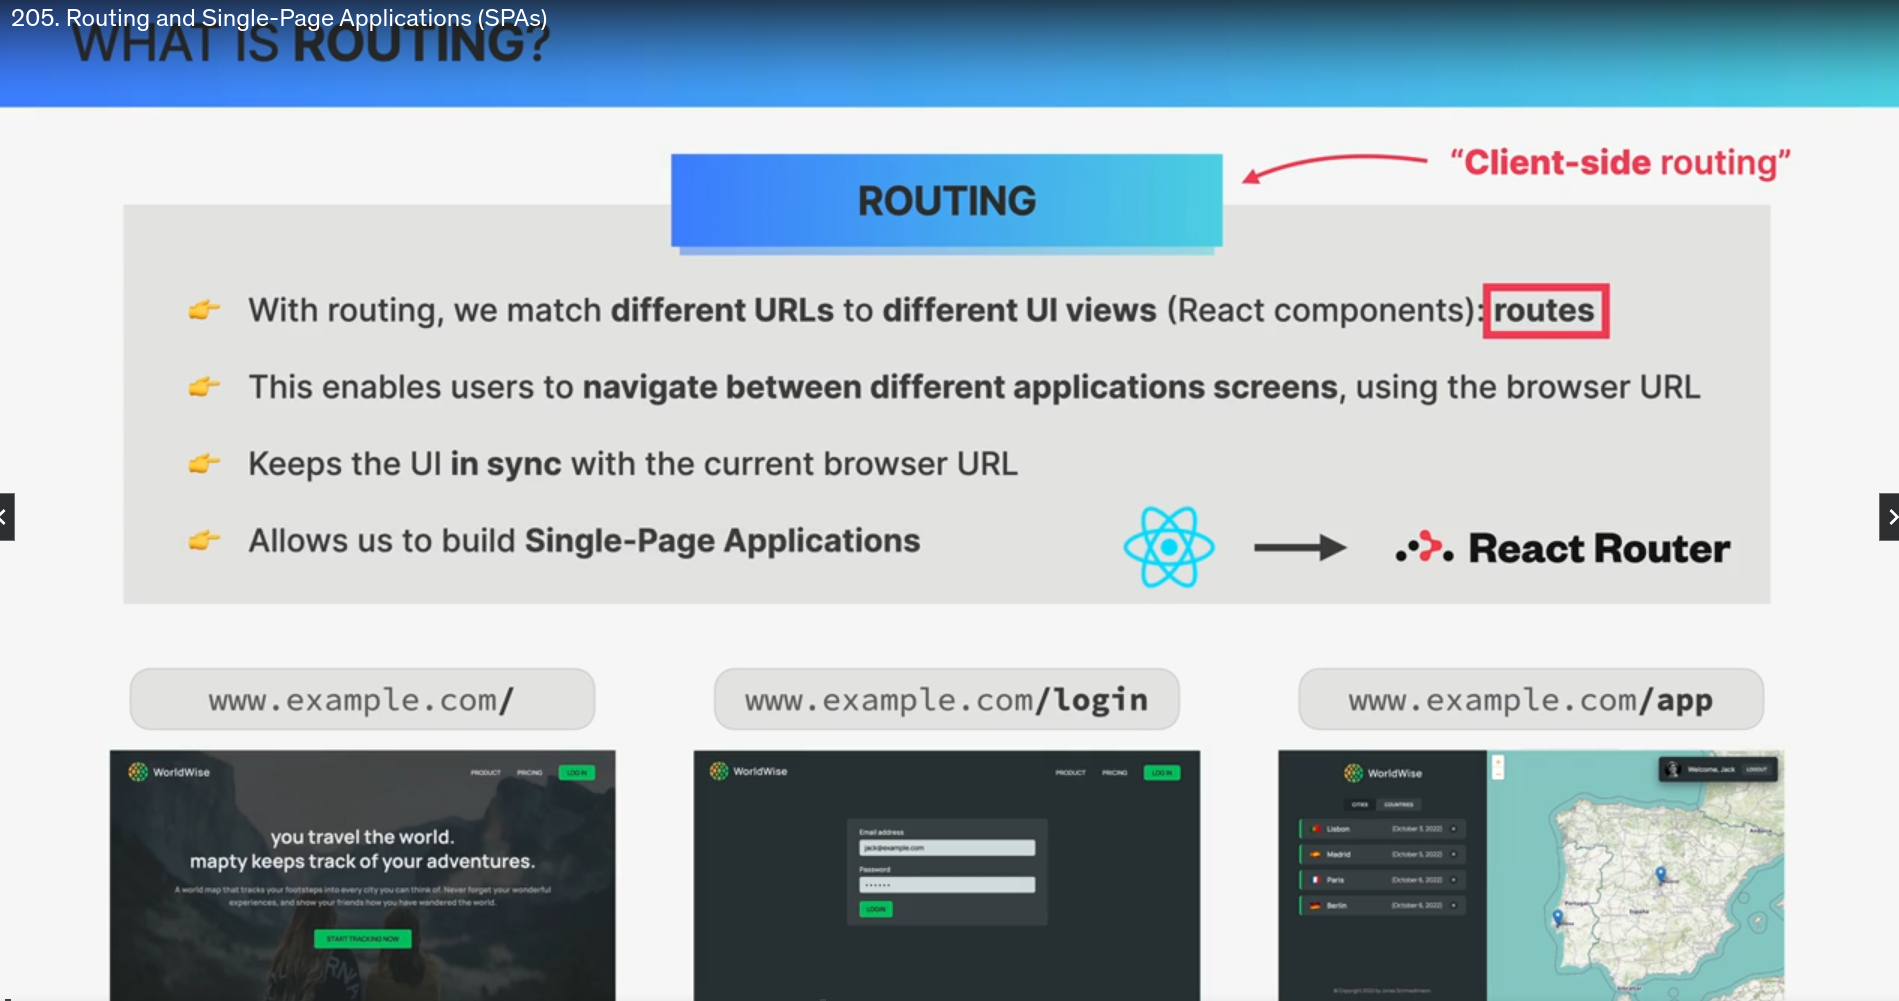 205. Routing and Single-Page Applications (SPAs)
WHAT IS ROUTING?
"Client-side routing"
ROUTING
With routing, we match different URLs to different UI views (React components): routes
This enables users to navigate between different applications screens, using the browser URL
Keeps the UI in sync with the current browser URL
Allows us to build Single-Page Applications
React Router
www.example.com/
www.example.com/login
www.example.com/app
WorldWise
PRODUCT PRICING LOG IN
you travel the world.
mapty keeps track of your adventures.
A world map that tracks your footsteps into every city you can think of. Never forget your wonderful
experiences, and show your friends how you have wandered the world.
START TRACKING NOW
WorldWise
PRODUCT PRICING LOG IN
Email address
jack@example.com
Password
LOGIN
WorldWise
CITIES COUNTRIES
Lisbon (October 3, 2022)
Madrid (October 5, 2022)
Paris (October 6, 2022)
Berlin (October 6, 2022)
Welcome, Jack LOGOUT
Andorra
Portugal
España
Gibraltar